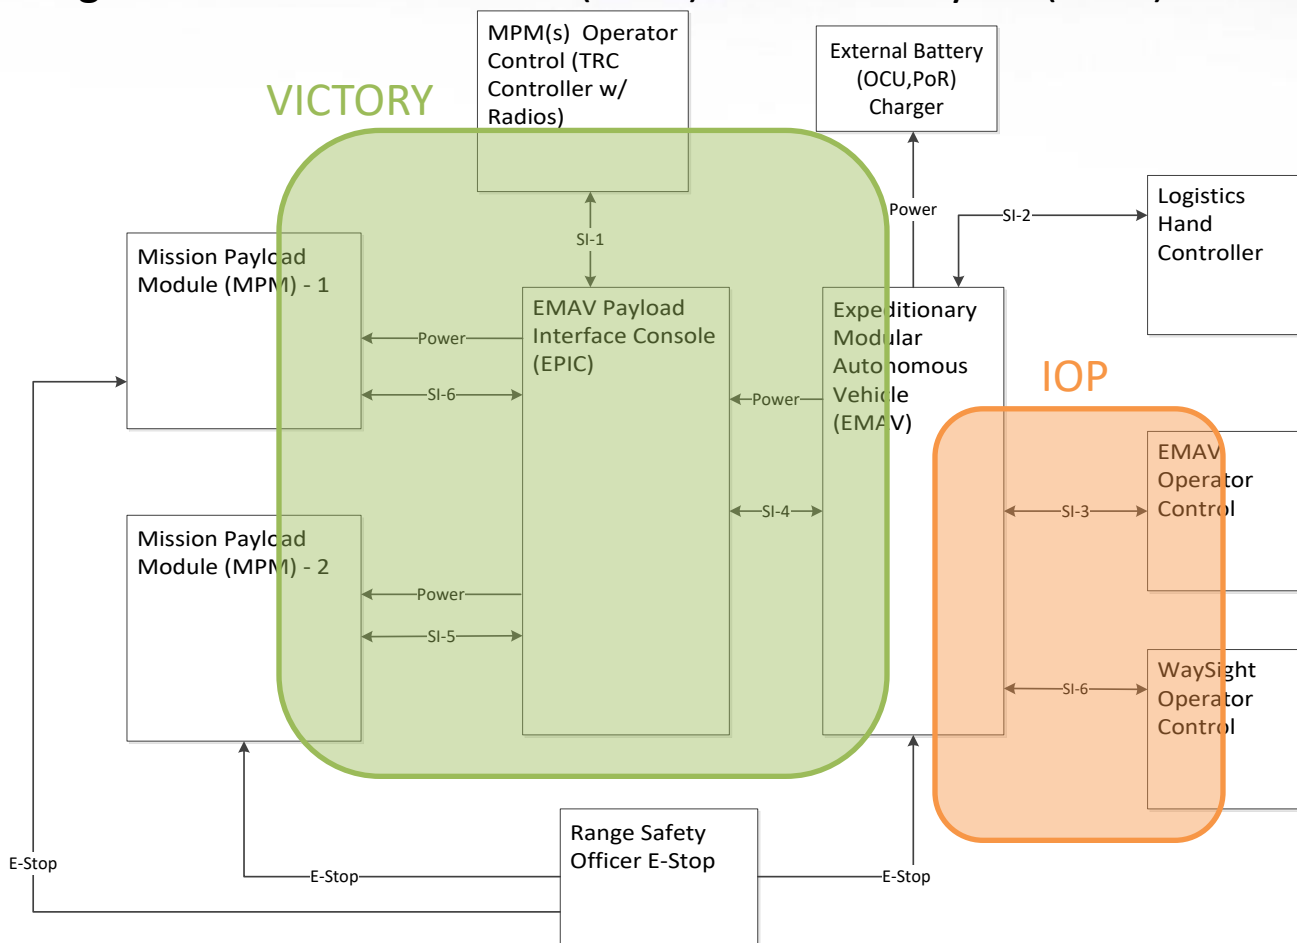 MPM(s) Operator
Control (TRC
Controller w/
Radios)
External Battery
(OCU,PoR)
Charger
VICTORY
Power
SI-2
Logistics
Hand
Controller
SI-1
Mission Payload
Module (MPM) - 1
EMAV Payload
Interface Console
(EPIC)
Expeditionary
Modular
Autonomous
Vehicle
(EMAV)
Power
SI-6
Power
IOP
EMAV
Operator
Control
SI-4
SI-3
Mission Payload
Module (MPM) - 2
Power
SI-5
WaySight
Operator
Control
SI-6
Range Safety
Officer E-Stop
E-Stop
E-Stop
E-Stop